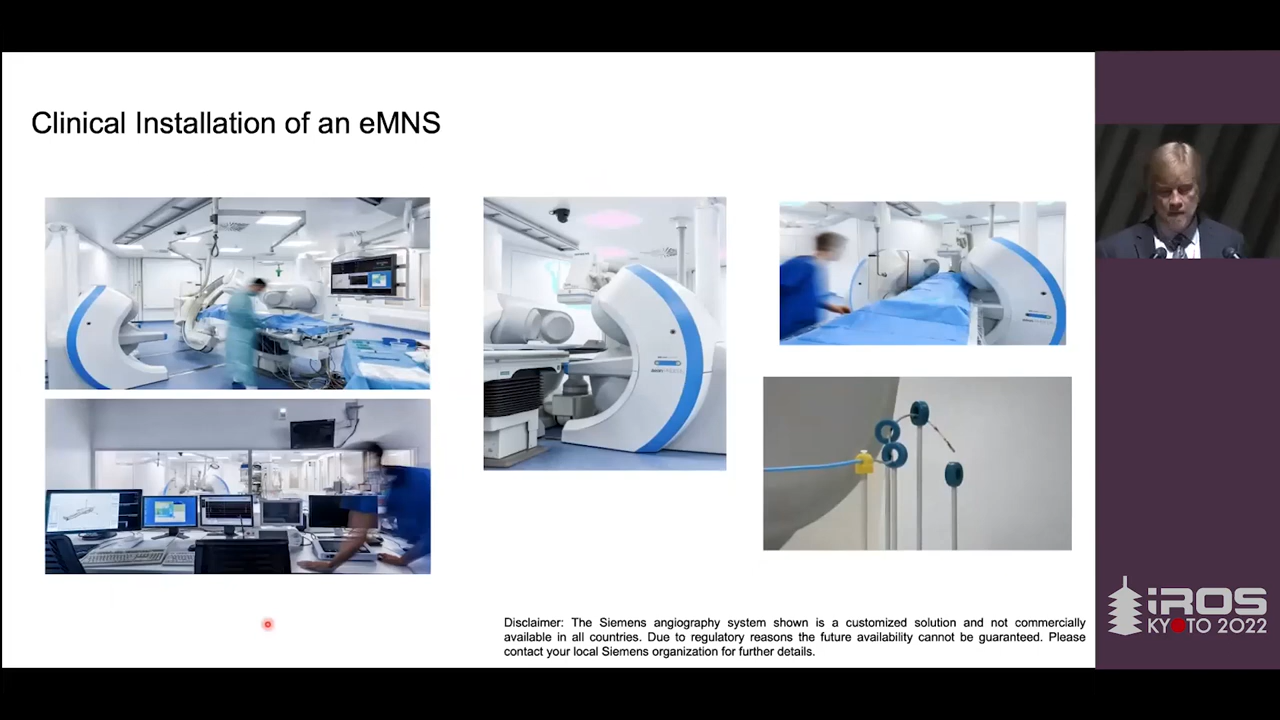 Clinical Installation of an eMNS
Disclaimer: The Siemens angiography system shown is a customized solution and not commercially
available in all countries. Due to regulatory reasons the future availability cannot be guaranteed. Please
contact your local Siemens organization for further details.
iROS
KYOTO 2022